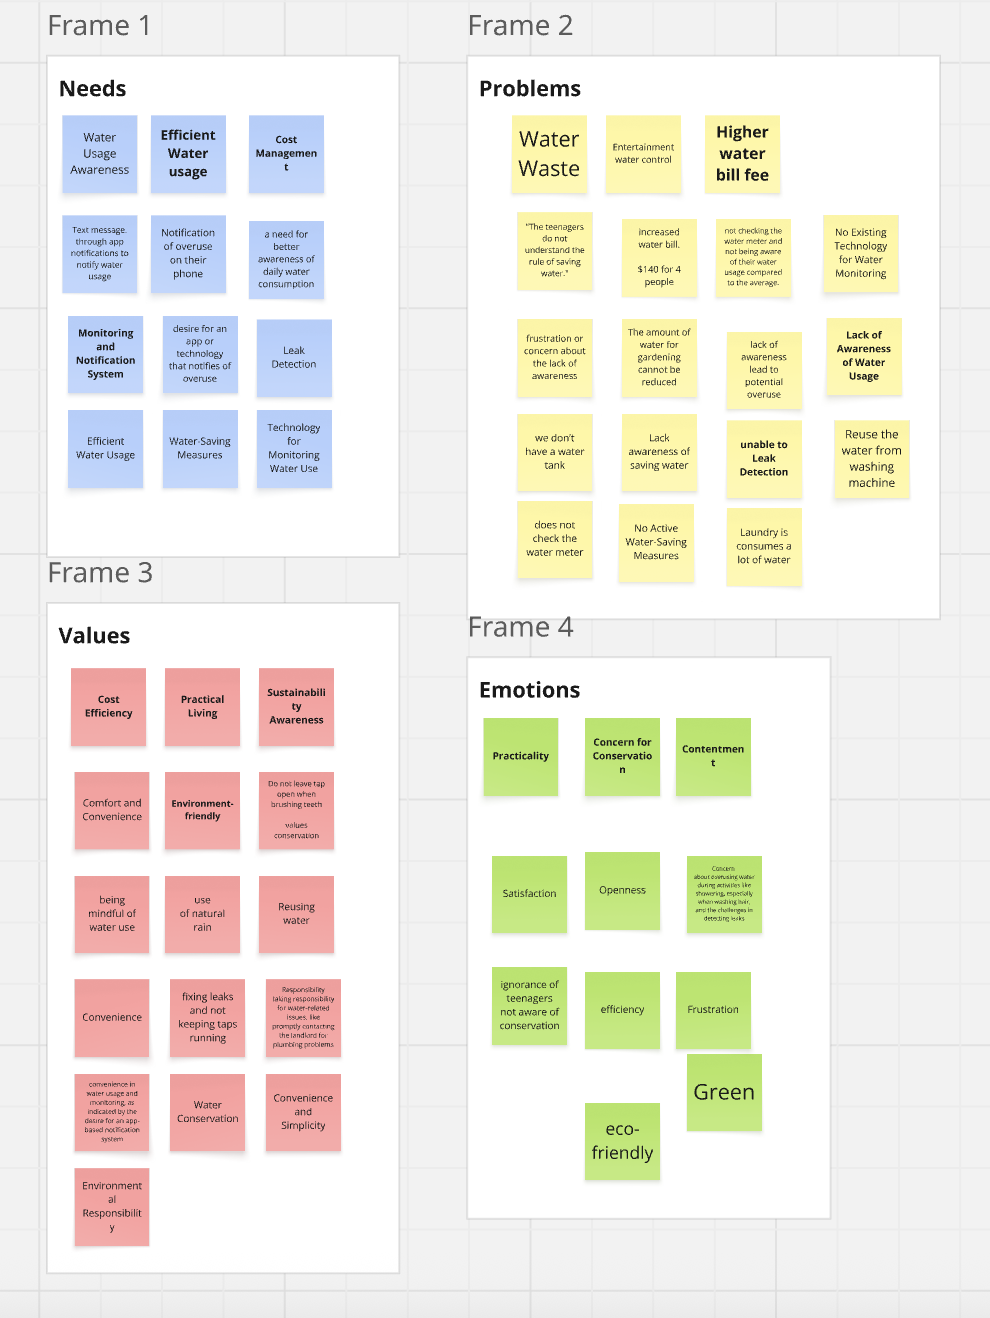 Frame 1
Needs
Water
Usage
Awareness
Efficient
Water
usage
Cost
Managemen
t
Text message.
through app
notifications to
notify water
usage
Notification
of overuse
on their
phone
a need for
better
awareness of
daily water
consumption
Monitoring
and
Notification
System
desire for an
app or
technology
that notifies of
overuse
Leak
Detection
Efficient
Water Usage
Water-Saving
Measures
Technology
for
Monitoring
Water Use
Frame 2
Problems
Water
Waste
Entertainment
water control
Higher
water
bill fee
"The teenagers
do not
understand the
rule of saving
water."
increased
water bill.
$140 for 4
people
not checking the
water meter and
not being aware
of their water
usage compared
to the average.
No Existing
Technology
for Water
Monitoring
frustration or
concern about
the lack of
awareness
The amount of
water for
gardening
cannot be
reduced
lack of
awareness
lead to
potential
overuse
Lack of
Awareness
of Water
Usage
we don't
have a water
tank
Lack
awareness of
saving water
unable to
Leak
Detection
Reuse the
water from
washing
machine
does not
check the
water meter
No Active
Water-Saving
Measures
Laundry is
consumes a
lot of water
Frame 3
Values
Cost
Efficiency
Practical
Living
Sustainabili
ty
Awareness
Comfort and
Convenience
Environment-
friendly
Do not leave tap
open when
brushing teeth
values
conservation
being
mindful of
water use
use
of natural
rain
Reusing
water
Convenience
fixing leaks
and not
keeping taps
running
Responsibility
taking responsibility
for water-related
issues, like
promptly contacting
the landlord for
plumbing problems
convenience in
water usage and
monitoring, as
indicated by the
desire for an app-
based notification
system
Water
Conservation
Convenience
and
Simplicity
Environment
al
Responsibilit
y
Frame 4
Emotions
Practicality
Concern for
Conservatio
n
Contentmen
t
Satisfaction
Openness
Concern
about overusing water
during activities like
showering, especially
when washing hair,
and the challenges in
detecting leaks
ignorance of
teenagers
not aware of
conservation
efficiency
Frustration
Green
eco-
friendly